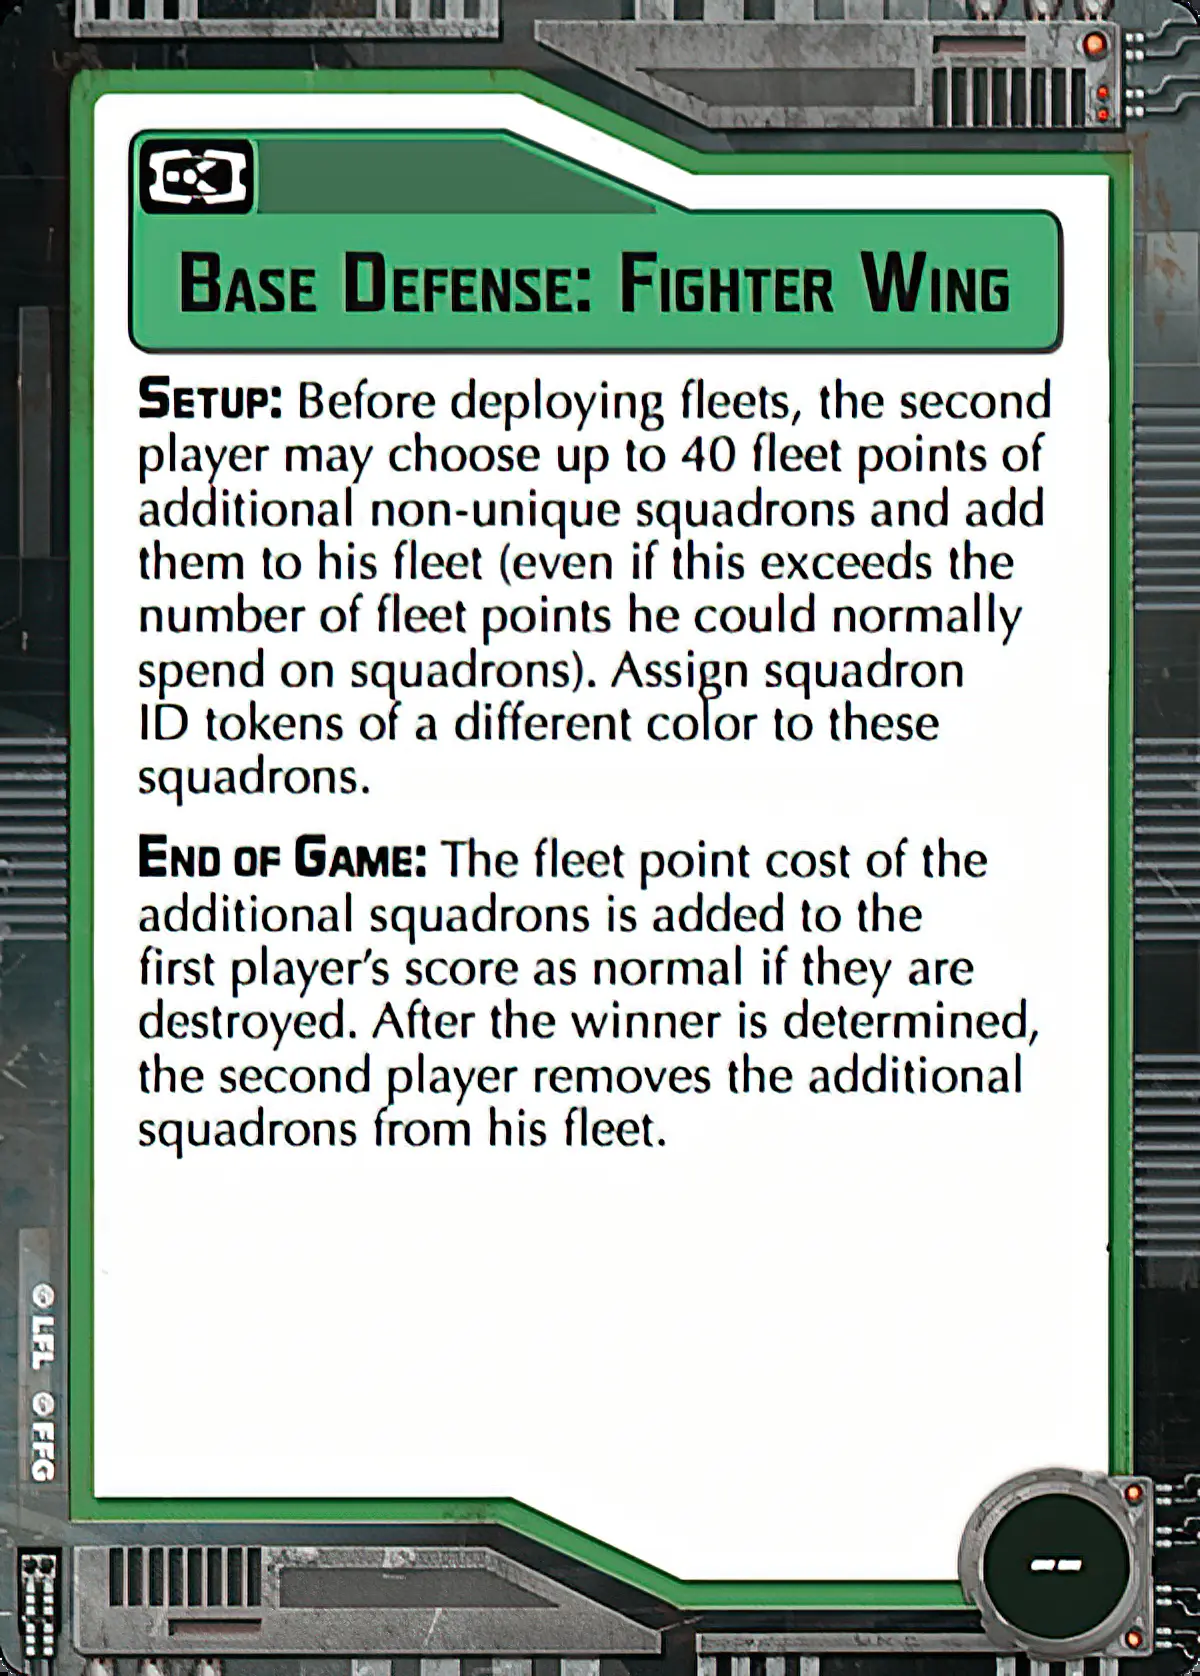 Base Defense: Fighter Wing
Setup: Before deploying fleets, the second
player may choose up to 40 fleet points of
additional non-unique squadrons and add
them to his fleet (even if this exceeds the
number of fleet points he could normally
spend on squadrons). Assign squadron
ID tokens of a different color to these
squadrons.
End of Game: The fleet point cost of the
additional squadrons is added to the
first player's score as normal if they are
destroyed. After the winner is determined,
the second player removes the additional
squadrons from his fleet.
© LFL © FFG
--